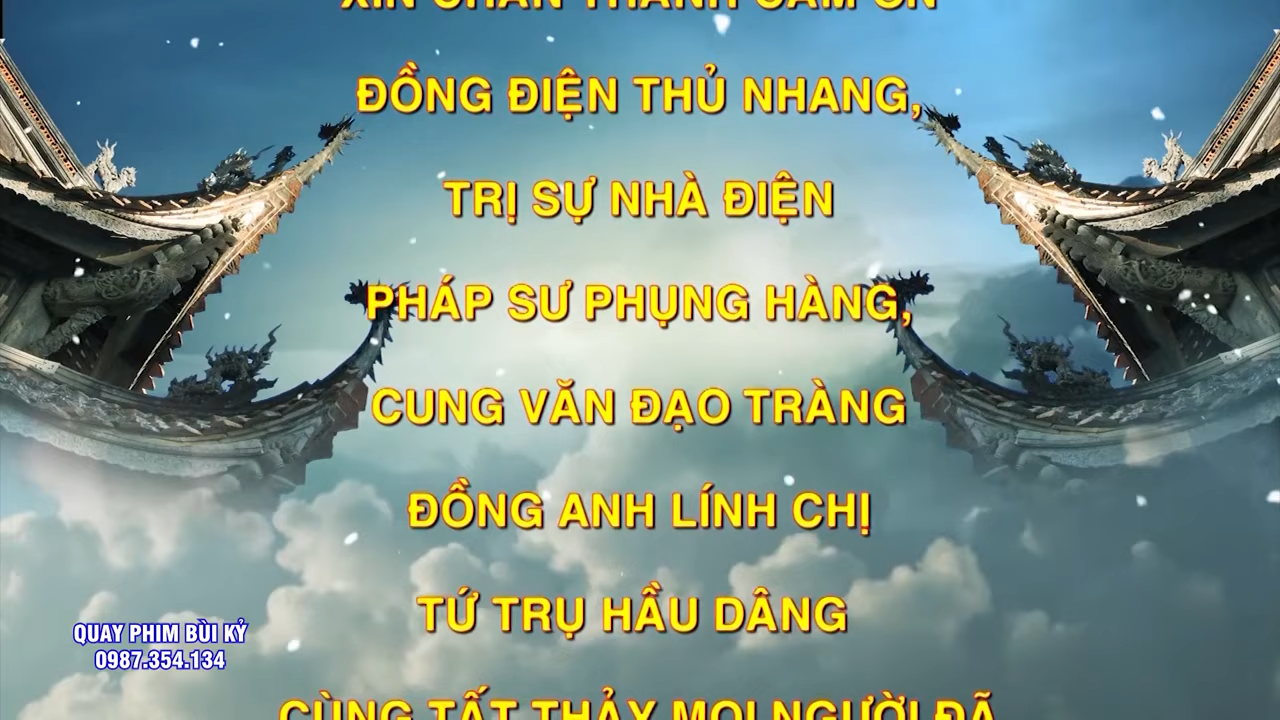 XIN CHÂN THÀNH CẢM ƠN
ĐỒNG ĐIỆN THỦ NHANG,
TRỊ SỰ NHÀ ĐIỆN
PHÁP SƯ PHỤNG HÀNG,
CUNG VĂN ĐẠO TRÀNG
ĐỒNG ANH LÍNH CHỊ
TỨ TRỤ HẦU DÂNG
CÙNG TẤT THẢY MỌI NGƯỜI ĐÃ
QUAY PHIM BÙI KỶ
0987.354.134